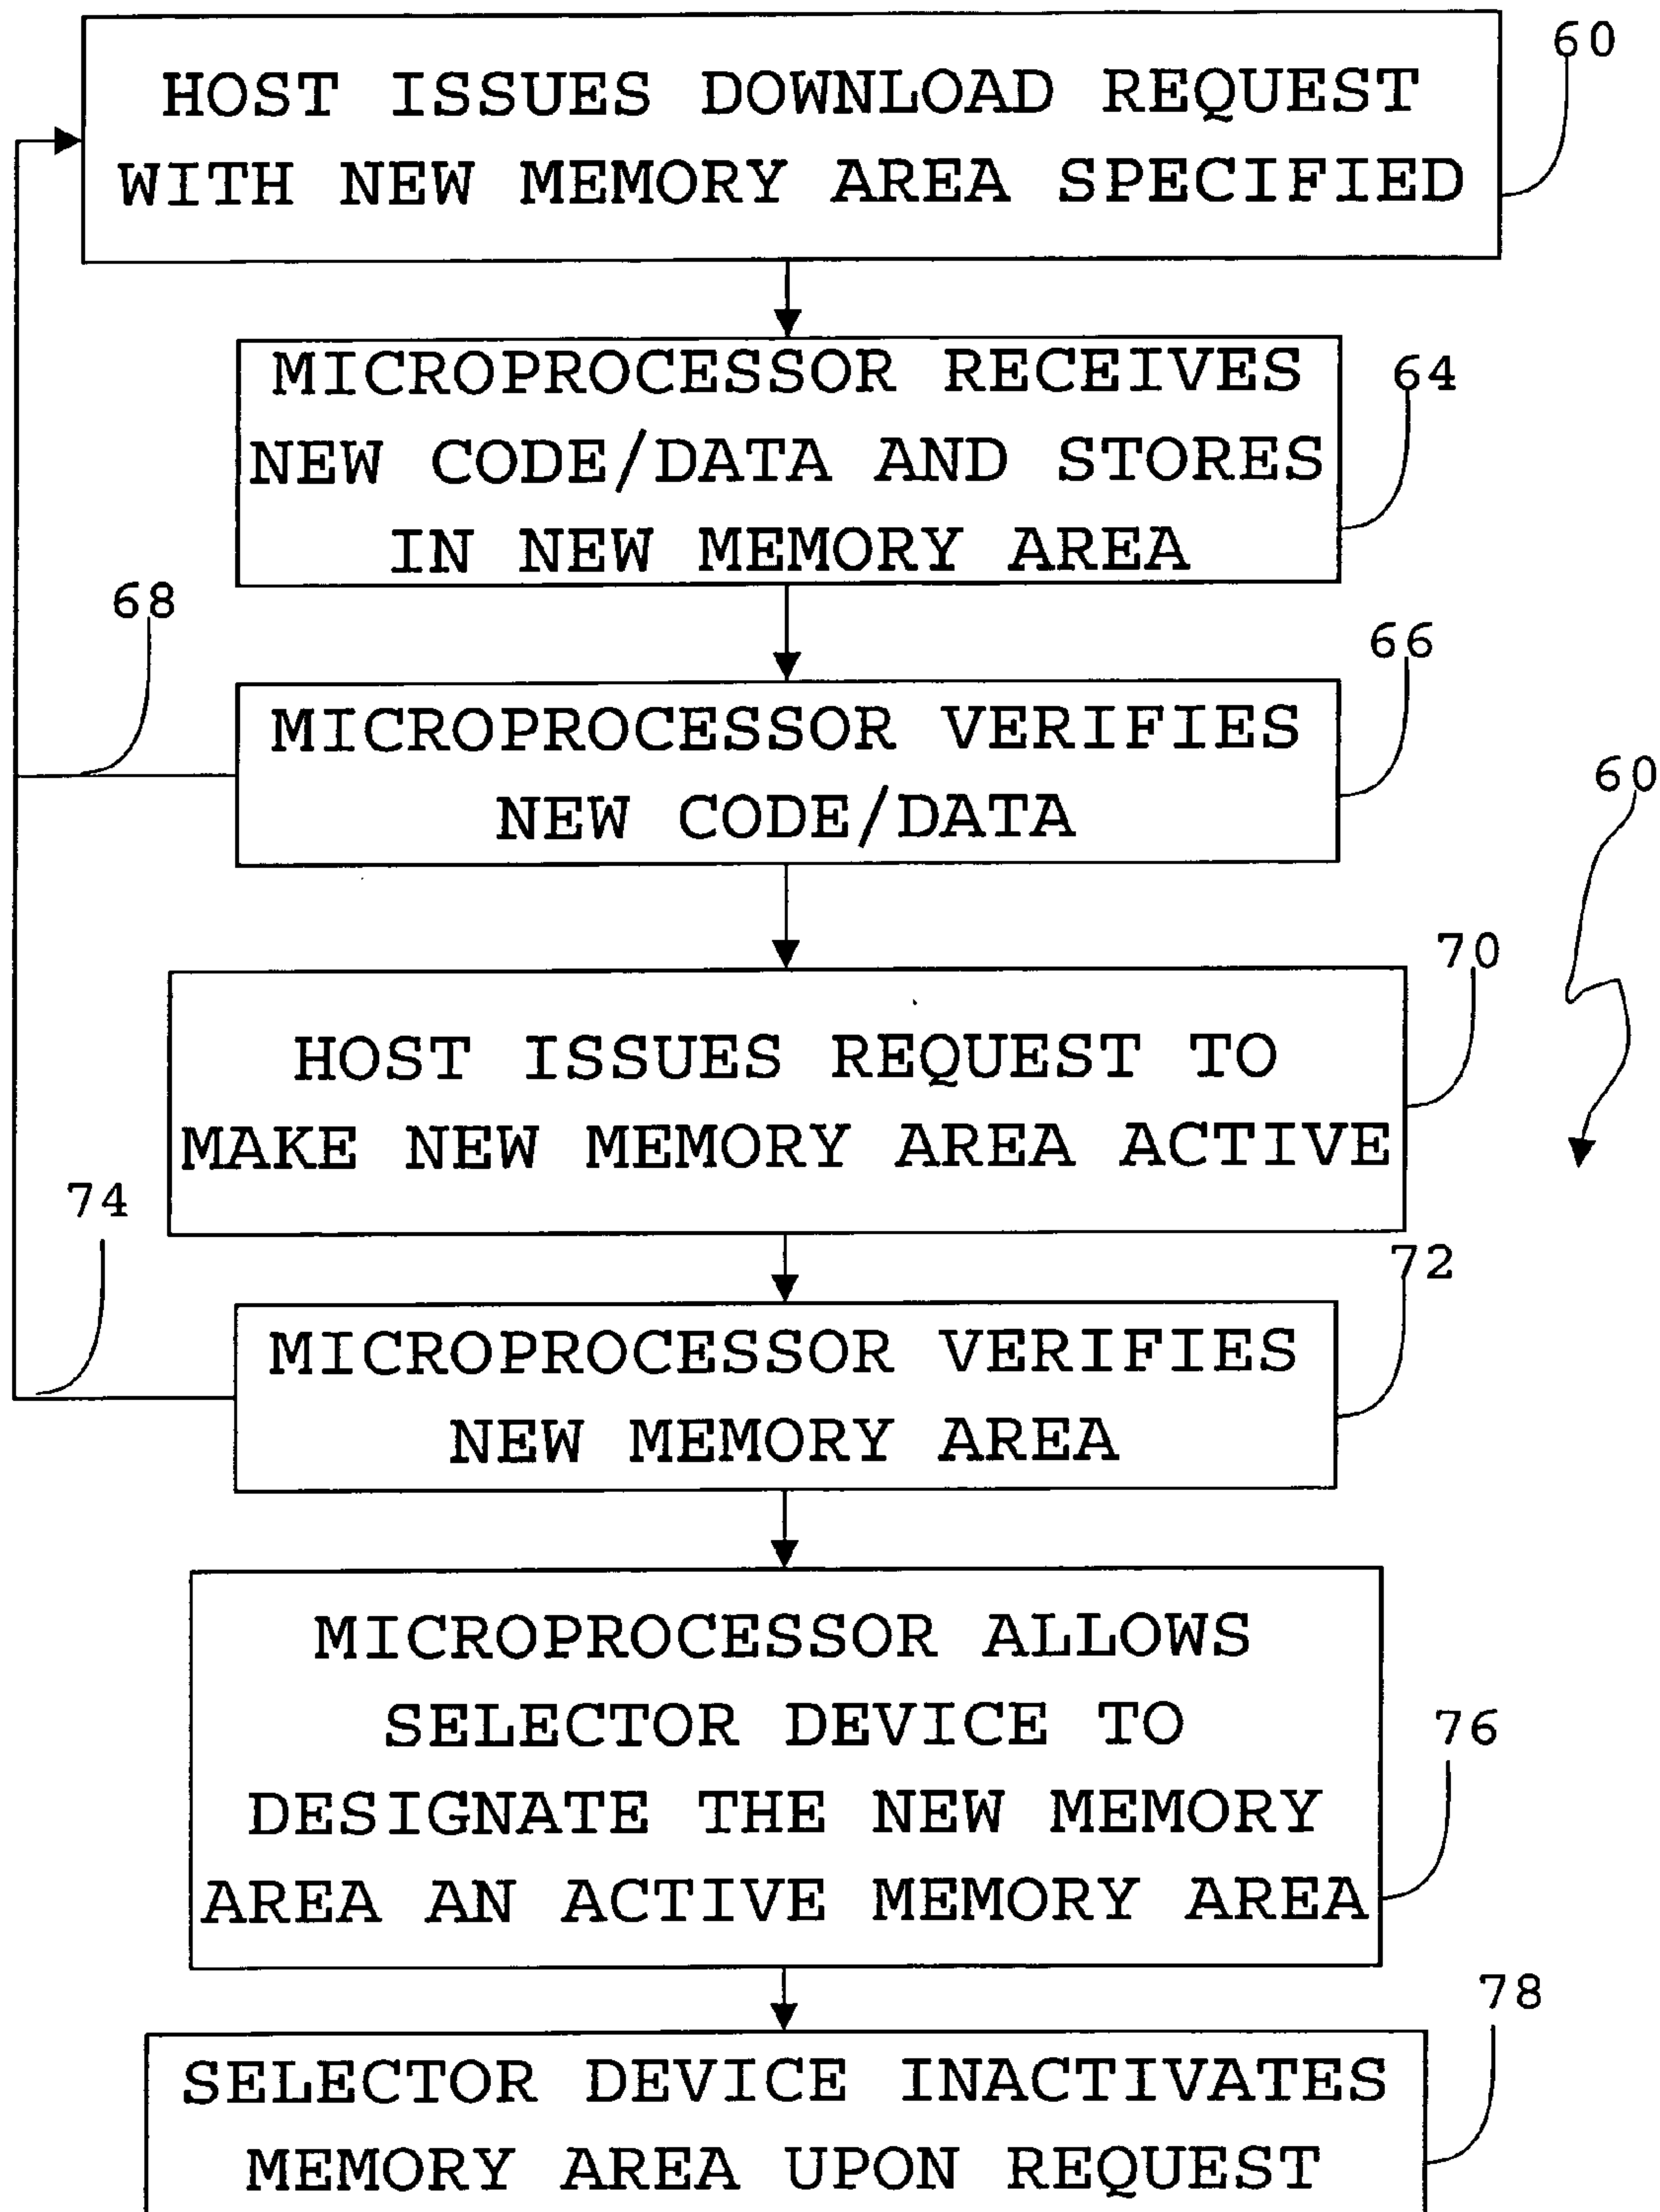 HOST ISSUES DOWNLOAD REQUEST
WITH NEW MEMORY AREA SPECIFIED
60
MICROPROCESSOR RECEIVES
NEW CODE/DATA AND STORES
IN NEW MEMORY AREA
64
68
MICROPROCESSOR VERIFIES
NEW CODE/DATA
66
60
HOST ISSUES REQUEST TO
MAKE NEW MEMORY AREA ACTIVE
70
74
MICROPROCESSOR VERIFIES
NEW MEMORY AREA
72
MICROPROCESSOR ALLOWS
SELECTOR DEVICE TO
DESIGNATE THE NEW MEMORY
AREA AN ACTIVE MEMORY AREA
76
SELECTOR DEVICE INACTIVATES
MEMORY AREA UPON REQUEST
78